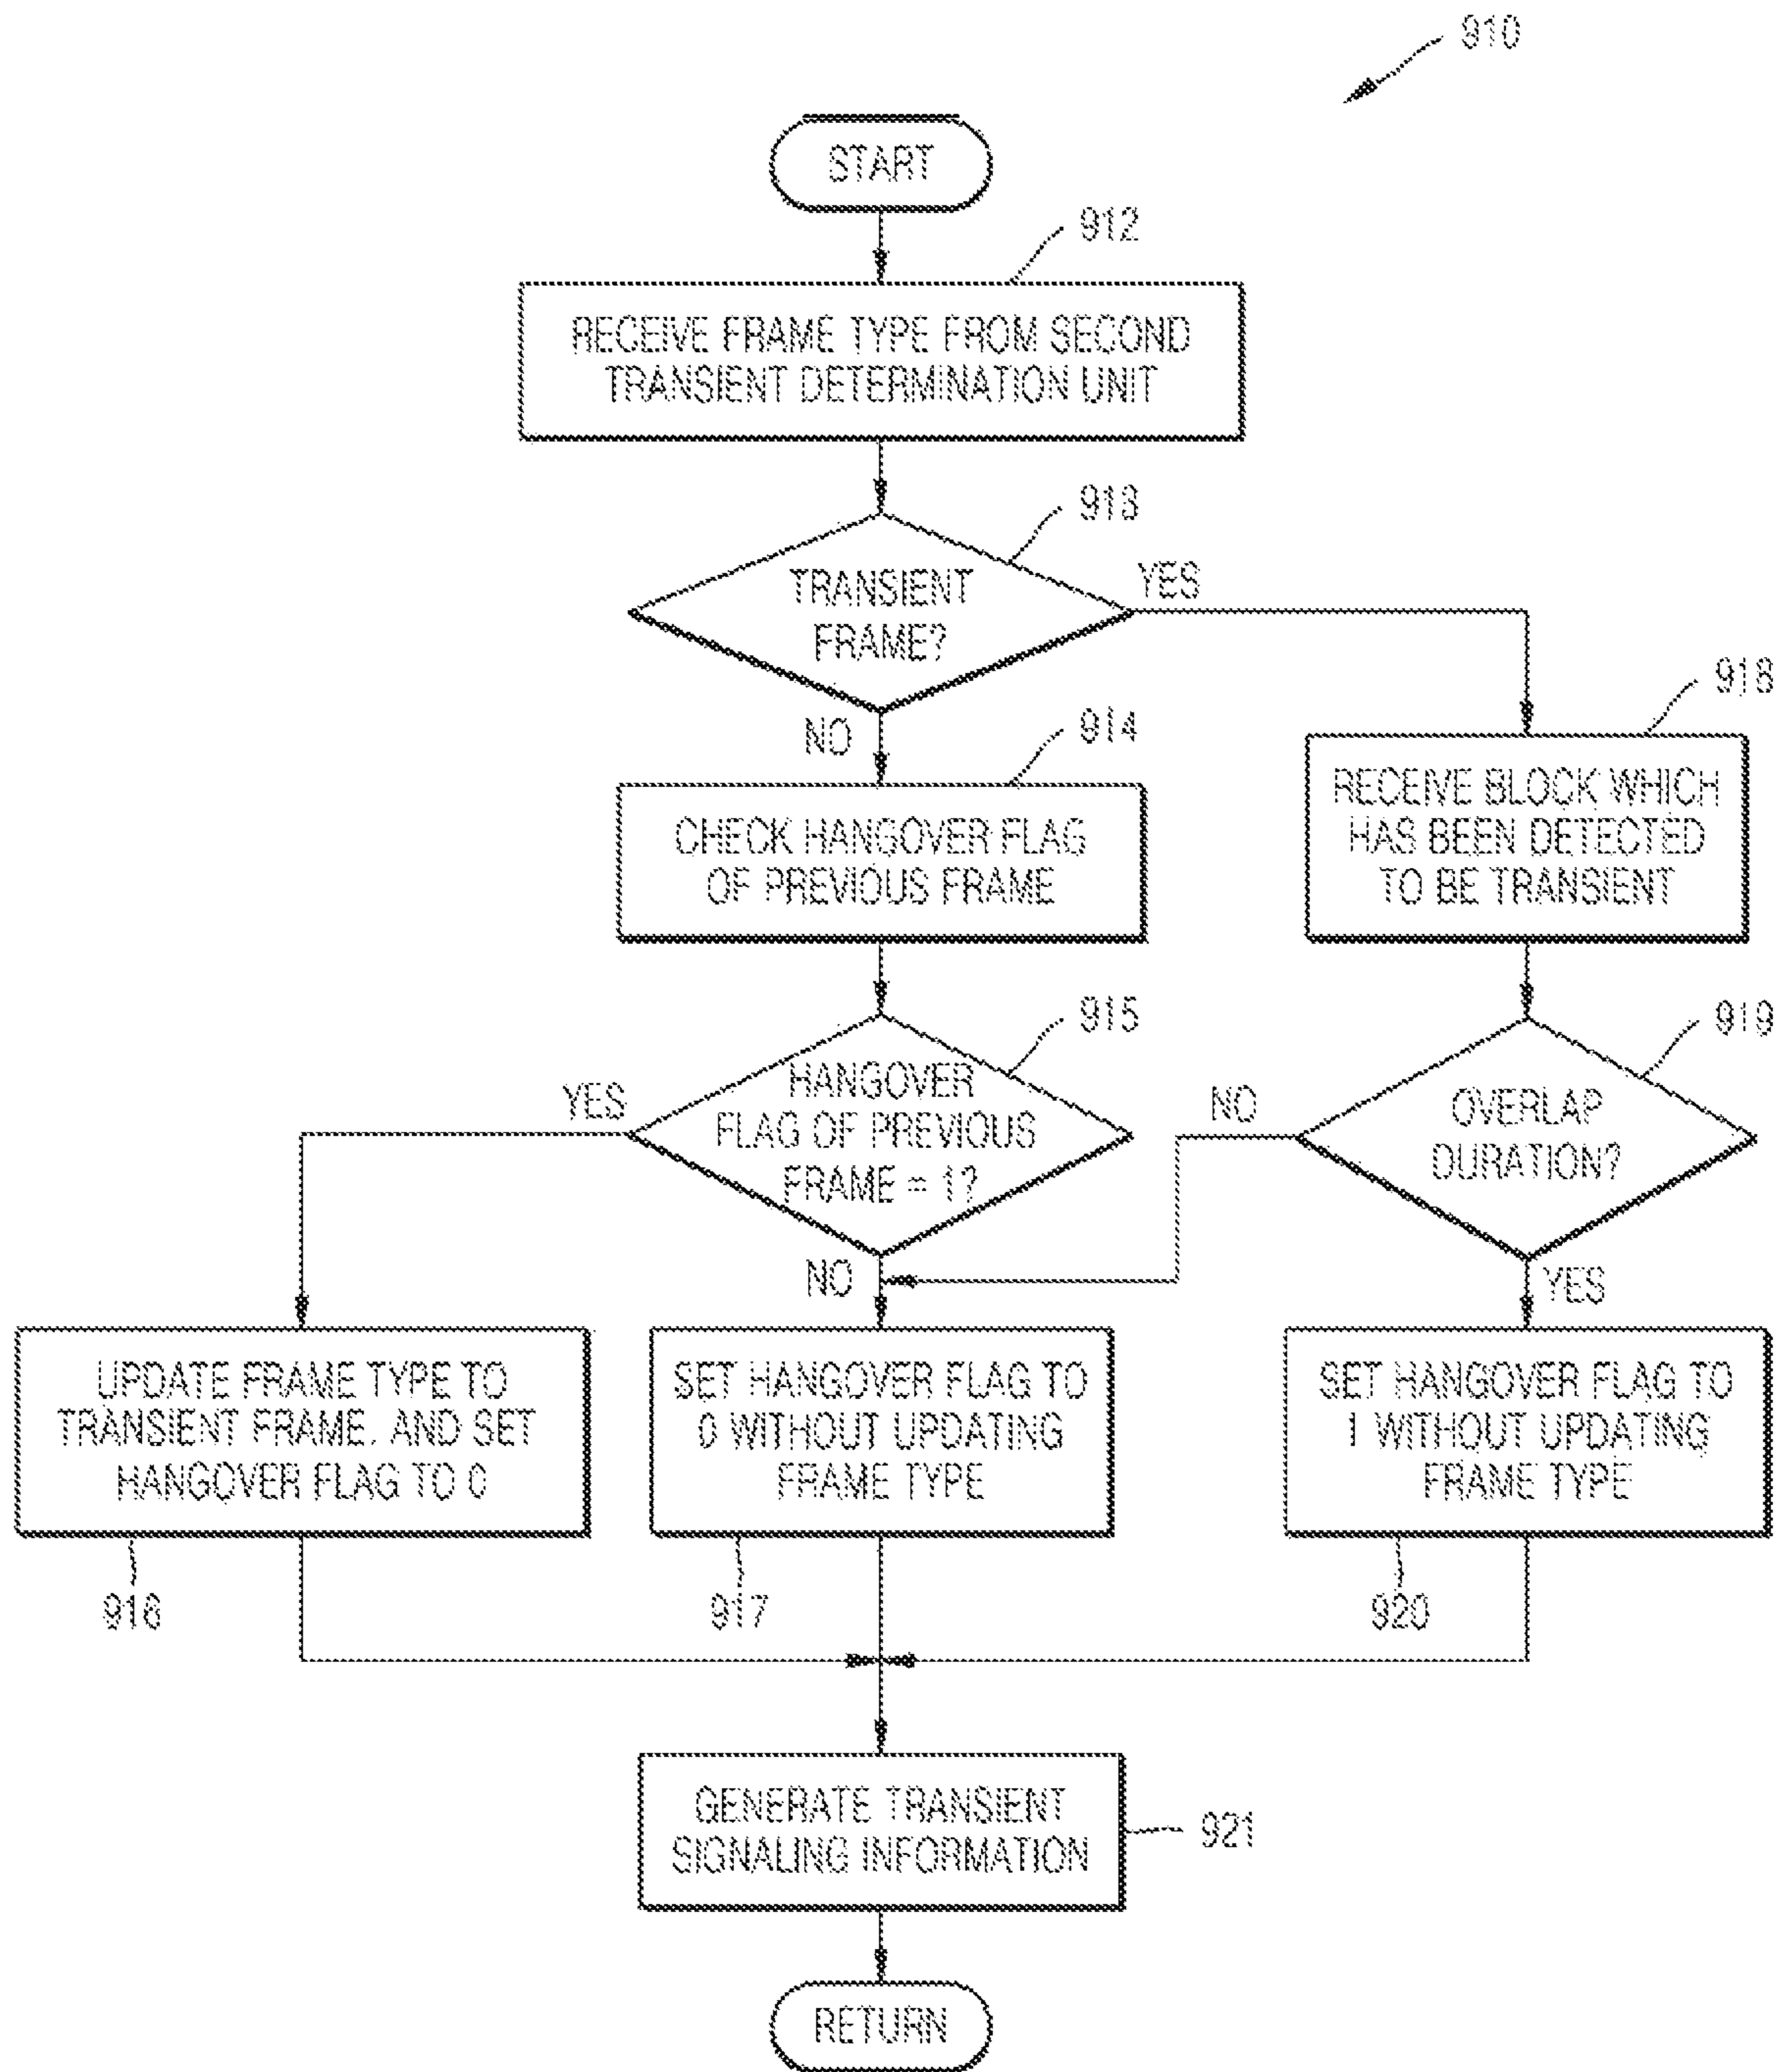 910
START
912
RECEIVE FRAME TYPE FROM SECOND
TRANSIENT DETERMINATION UNIT
913
TRANSIENT
FRAME?
YES
NO
918
RECEIVE BLOCK WHICH
HAS BEEN DETECTED
TO BE TRANSIENT
914
CHECK HANGOVER FLAG
OF PREVIOUS FRAME
915
HANGOVER
FLAG OF PREVIOUS
FRAME = 1?
YES
NO
919
OVERLAP
DURATION?
NO
YES
UPDATE FRAME TYPE TO
TRANSIENT FRAME, AND SET
HANGOVER FLAG TO 0
916
SET HANGOVER FLAG TO
0 WITHOUT UPDATING
FRAME TYPE
917
SET HANGOVER FLAG TO
1 WITHOUT UPDATING
FRAME TYPE
920
GENERATE TRANSIENT
SIGNALING INFORMATION
921
RETURN